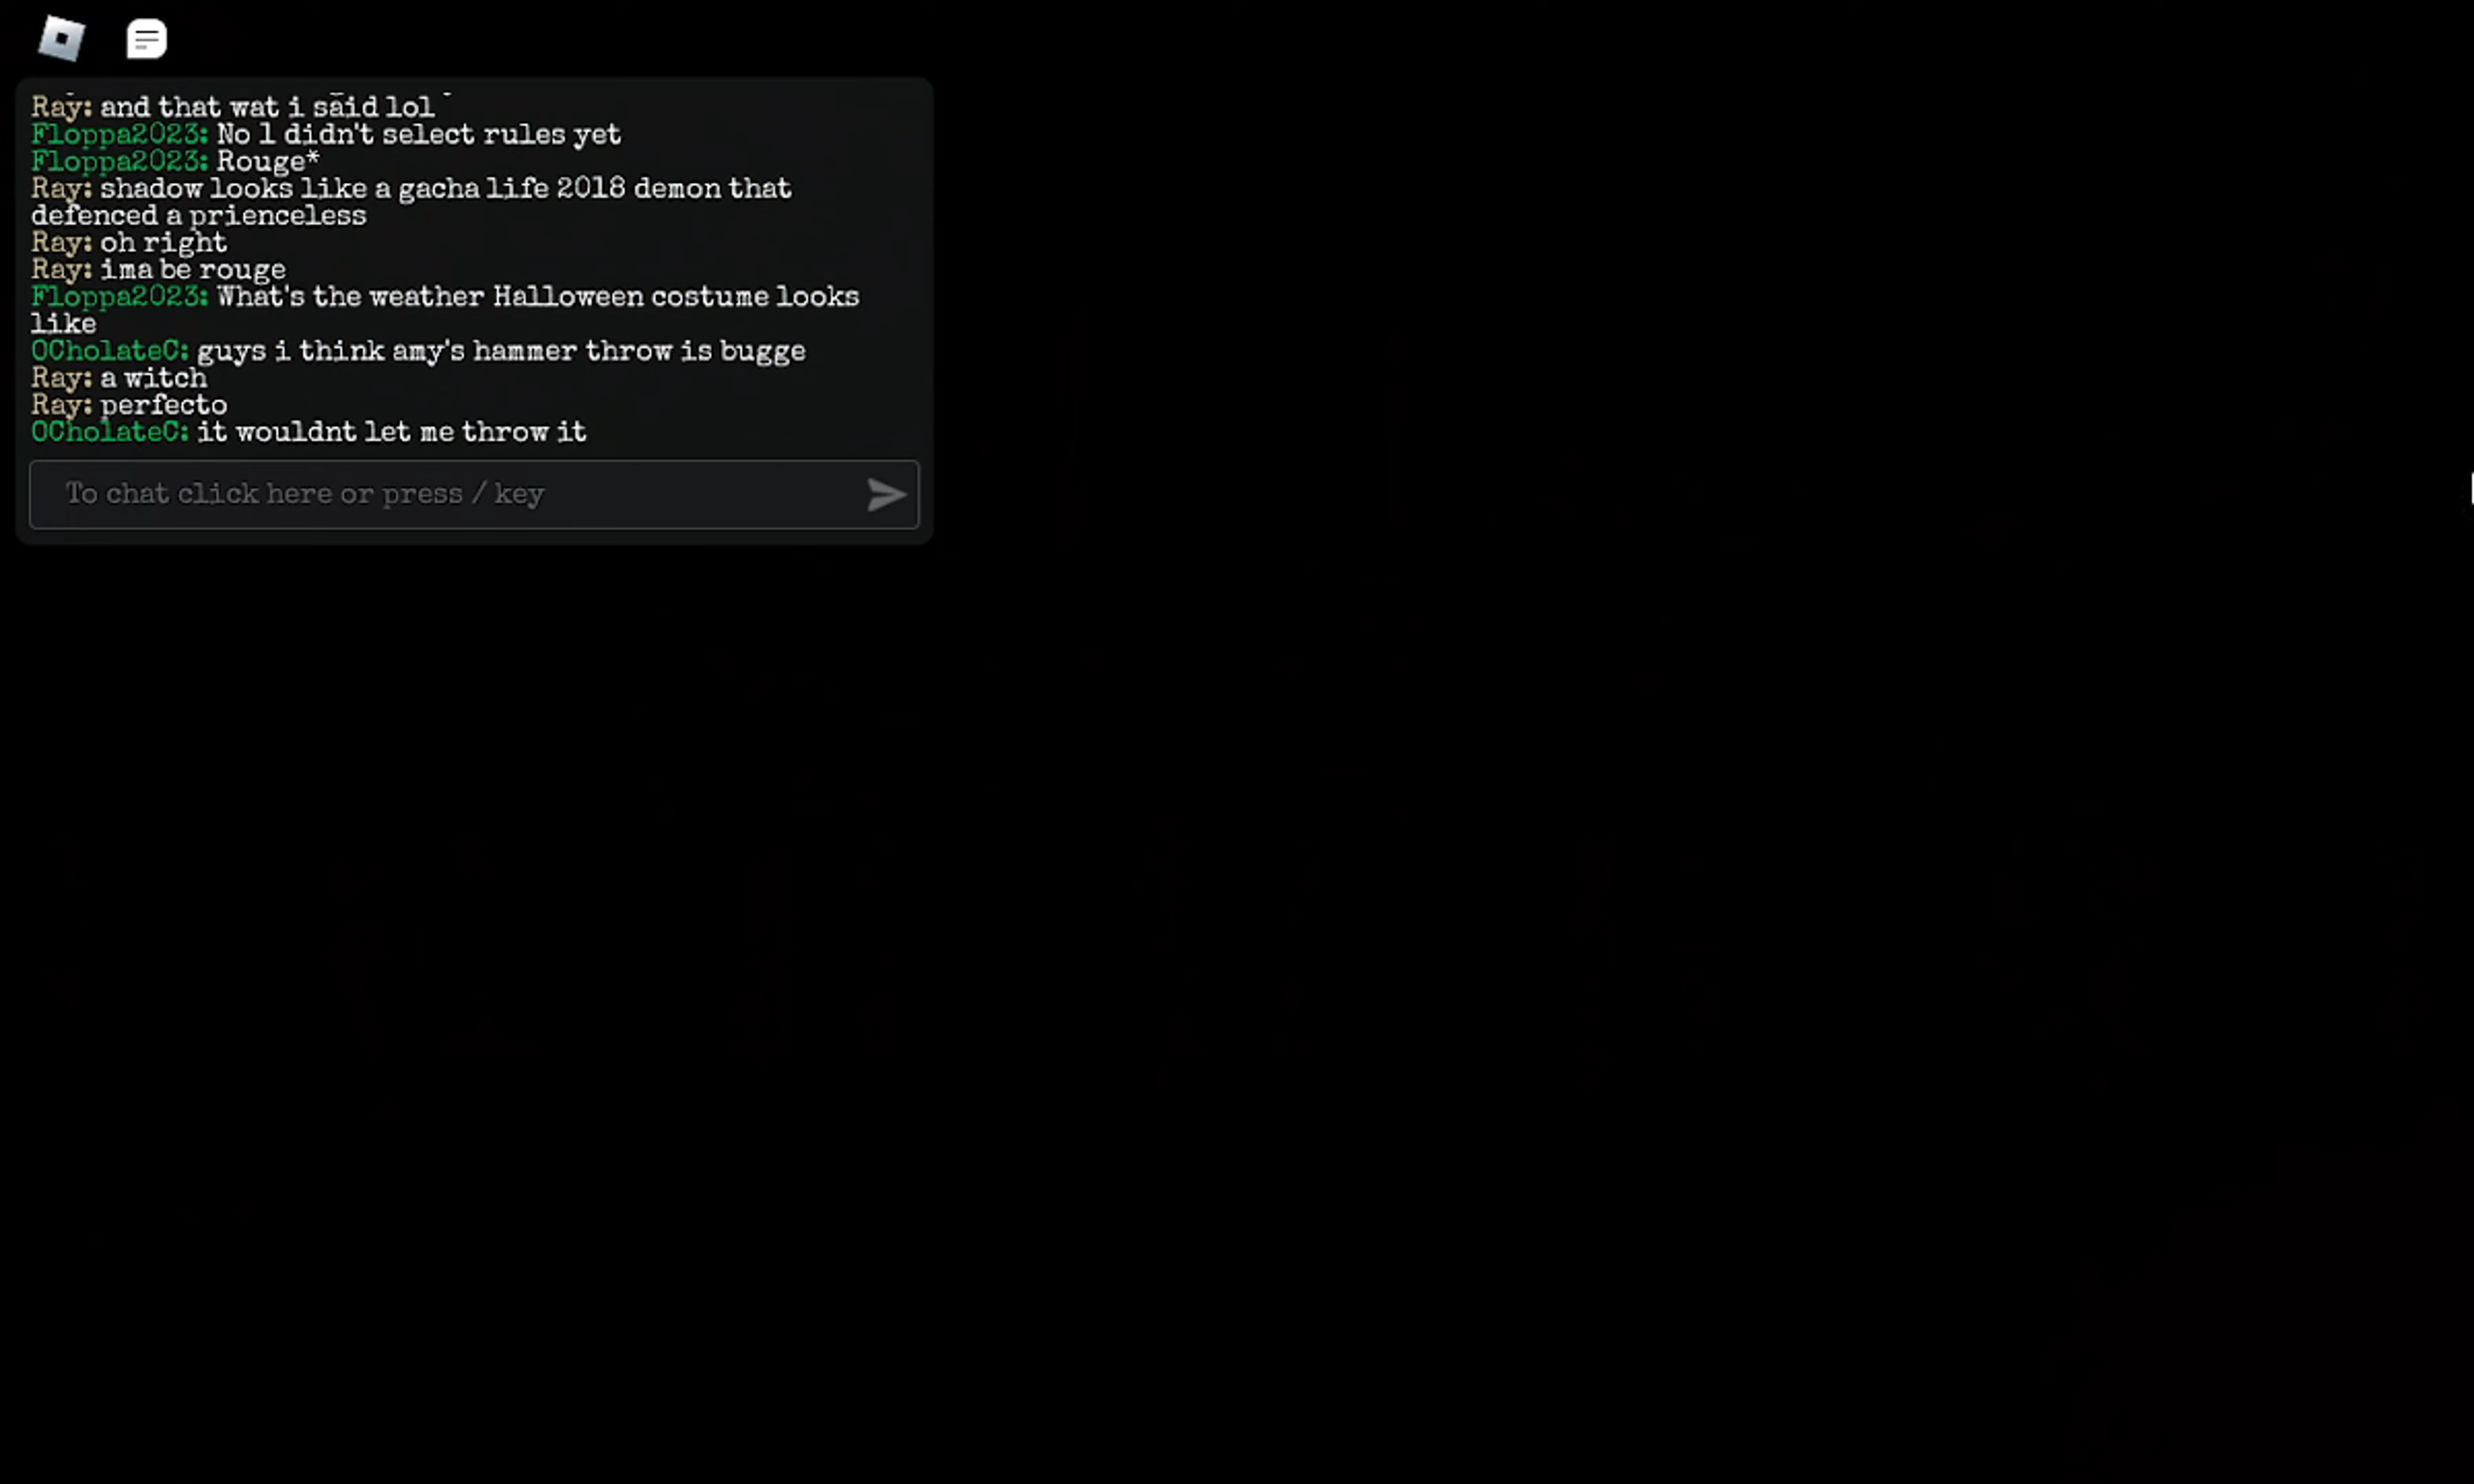 Ray: and that wat i said lol
Floppa2023: No l didn't select rules yet
Floppa2023: Rouge*
Ray: shadow looks like a gacha life 2018 demon that
defenced a prienceless
Ray: oh right
Ray: ima be rouge
Floppa2023: What's the weather Halloween costume looks
like
OCholateC: guys i think amy's hammer throw is bugge
Ray: a witch
Ray: perfecto
OCholateC: it wouldnt let me throw it
To chat click here or press / key